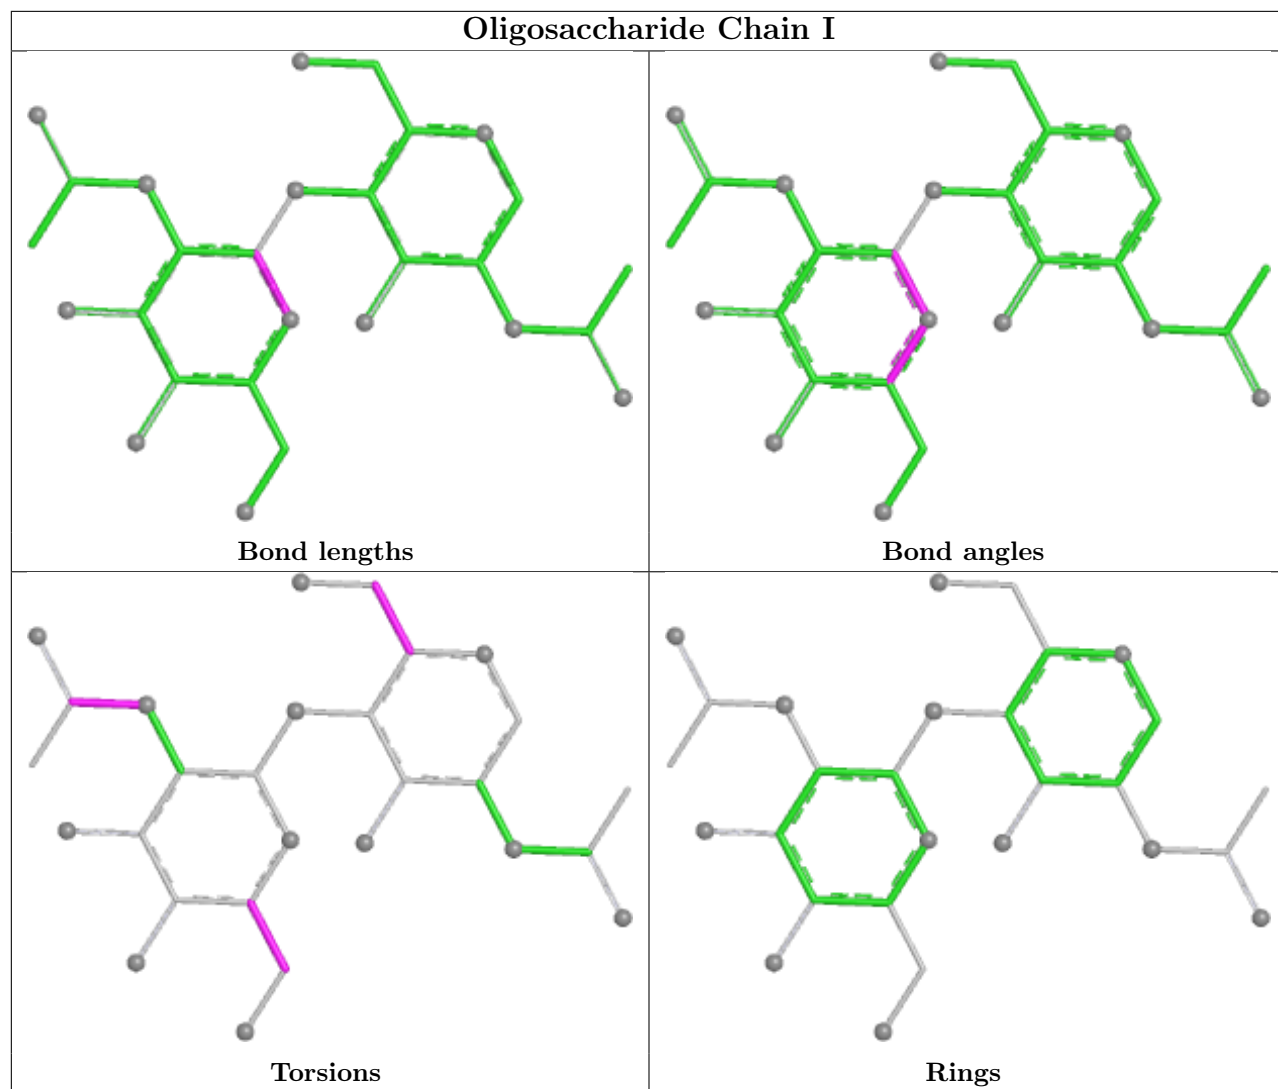 Oligosaccharide Chain I
Bond lengths
Bond angles
Torsions
Rings